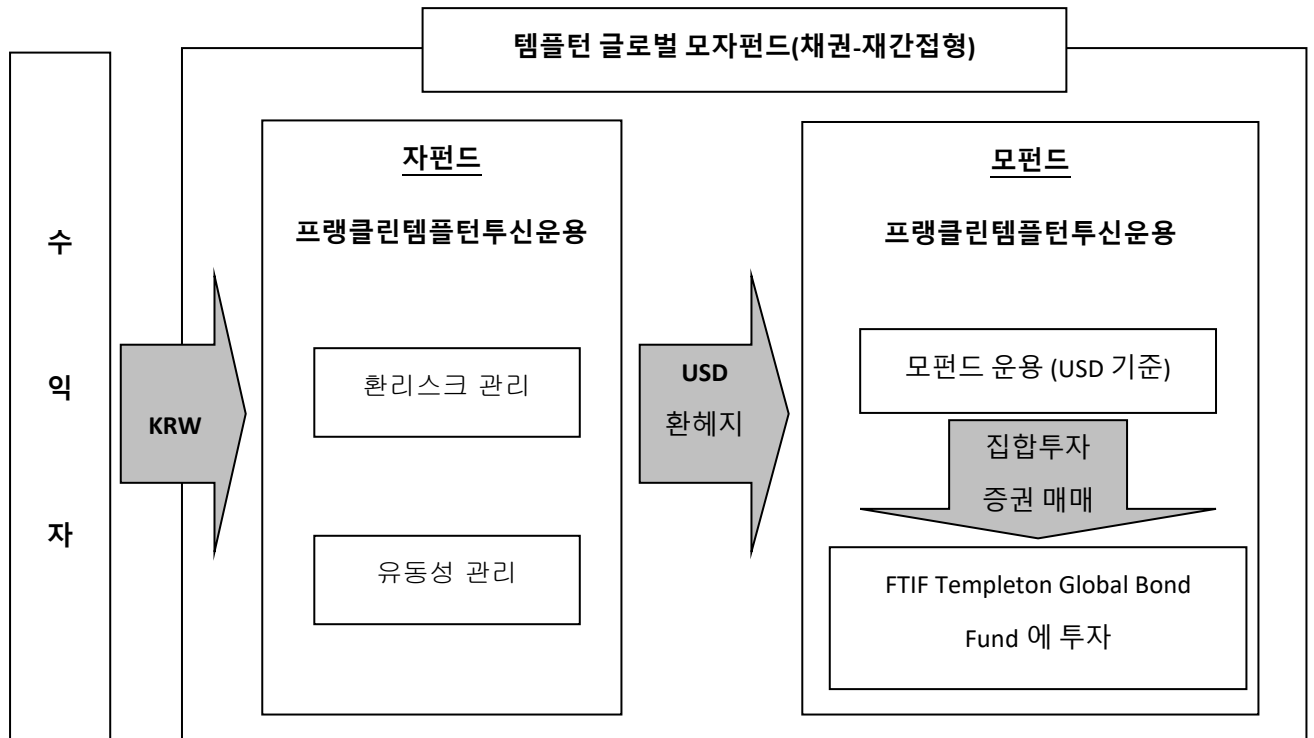 템플턴 글로벌 모자펀드(채권-재간접형)
수
익
자
KRW
자펀드
프랭클린템플턴투신운용
환리스크 관리
유동성 관리
USD
환헤지
모펀드
프랭클린템플턴투신운용
모펀드 운용 (USD 기준)
집합투자
증권 매매
FTIF Templeton Global Bond
Fund 에 투자